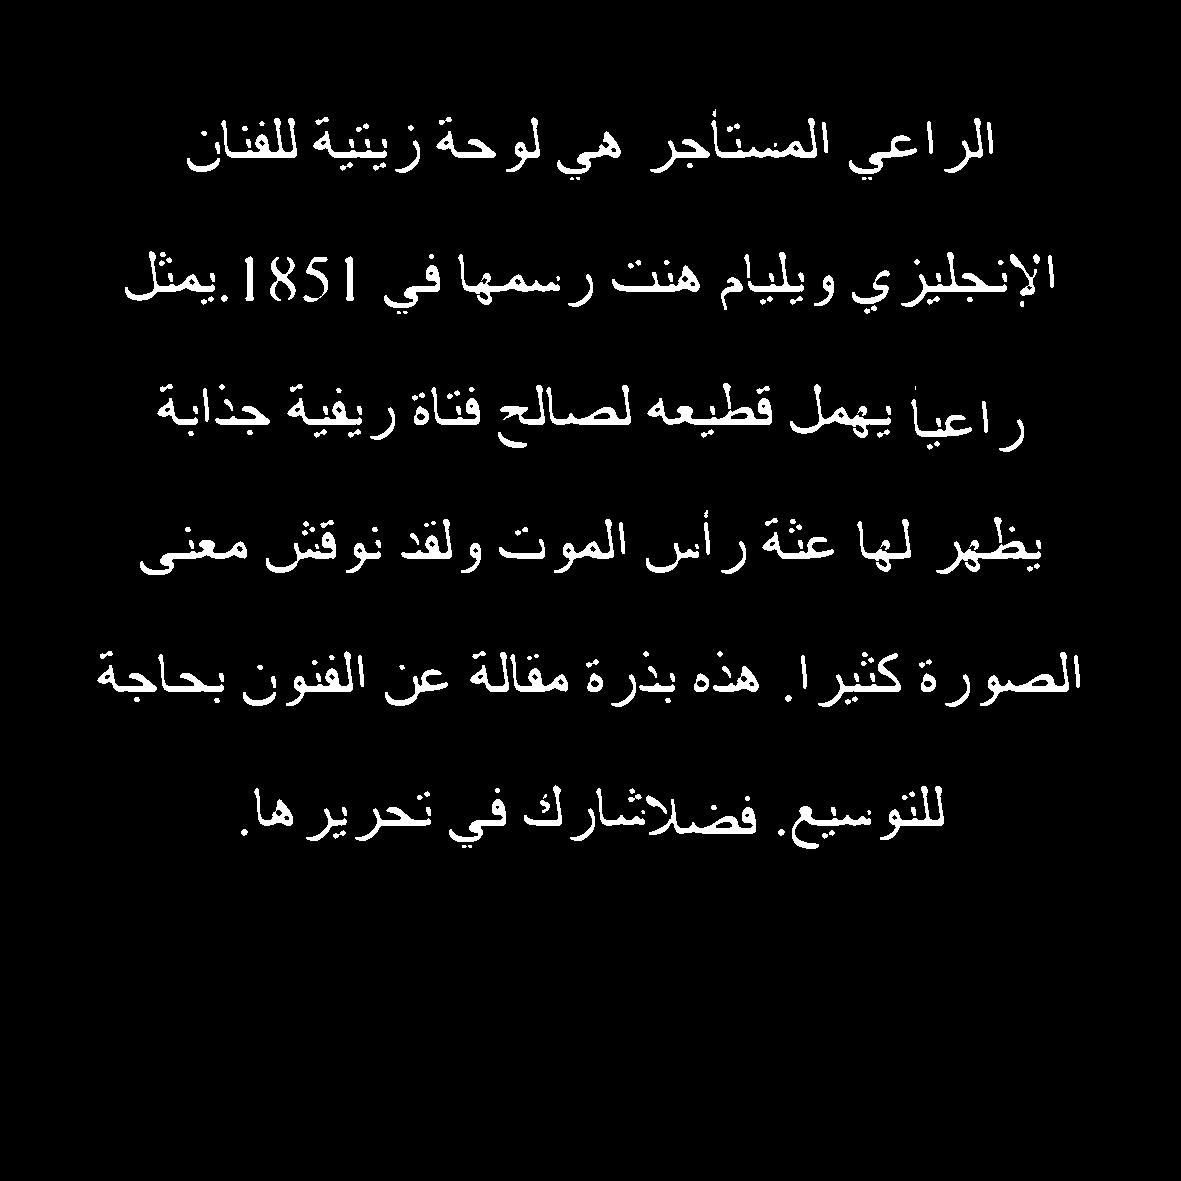 الراعي المستأجر هي لوحة زيتية للفنان
الإنجليزي ويليام هنت رسمها في 1851.يمثل
راعياً يهمل قطيعه لصالح فتاة ريفية جذابة
يظهر لها عثة رأس الموت ولقد نوقش معنى
الصورة كثيرا. هذه بذرة مقالة عن الفنون بحاجة
للتوسيع. فضلاشارك في تحريرها.